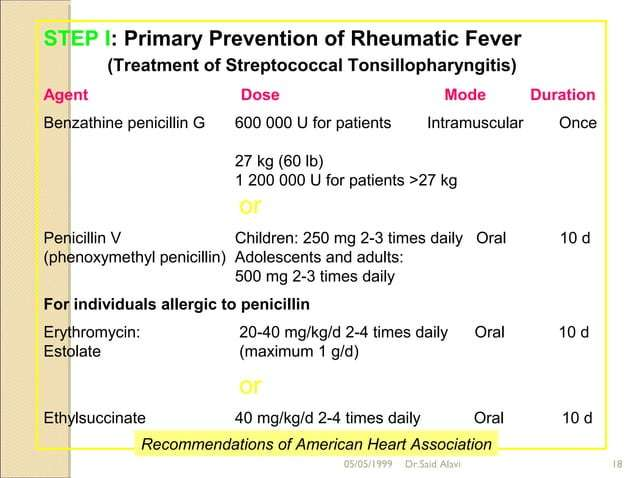 STEP I: Primary Prevention of Rheumatic Fever
(Treatment of Streptococcal Tonsillopharyngitis)
Agent Dose Mode Duration
Benzathine penicillin G 600 000 U for patients Intramuscular Once
27 kg (60 lb)
1 200 000 U for patients >27 kg
or
Penicillin V Children: 250 mg 2-3 times daily Oral 10 d
(phenoxymethyl penicillin) Adolescents and adults:
500 mg 2-3 times daily
For individuals allergic to penicillin
Erythromycin: 20-40 mg/kg/d 2-4 times daily Oral 10 d
Estolate (maximum 1 g/d)
or
Ethylsuccinate 40 mg/kg/d 2-4 times daily Oral 10 d
Recommendations of American Heart Association
05/05/1999 Dr.Said Alavi 18